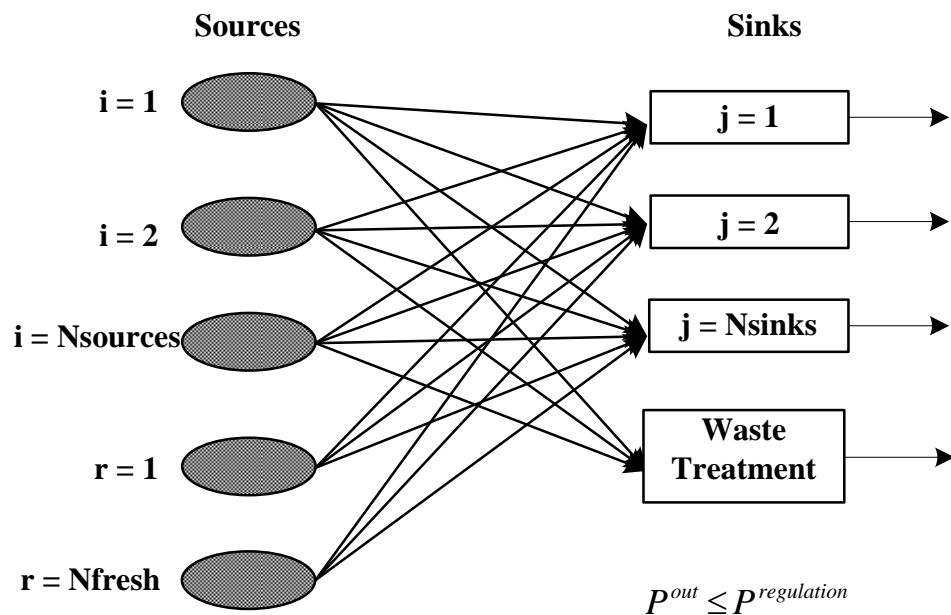 Sources
Sinks
i = 1
j = 1
i = 2
j = 2
i = Nsources
j = Nsinks
Waste
Treatment
r = 1
r = Nfresh
P^out ≤ P^regulation